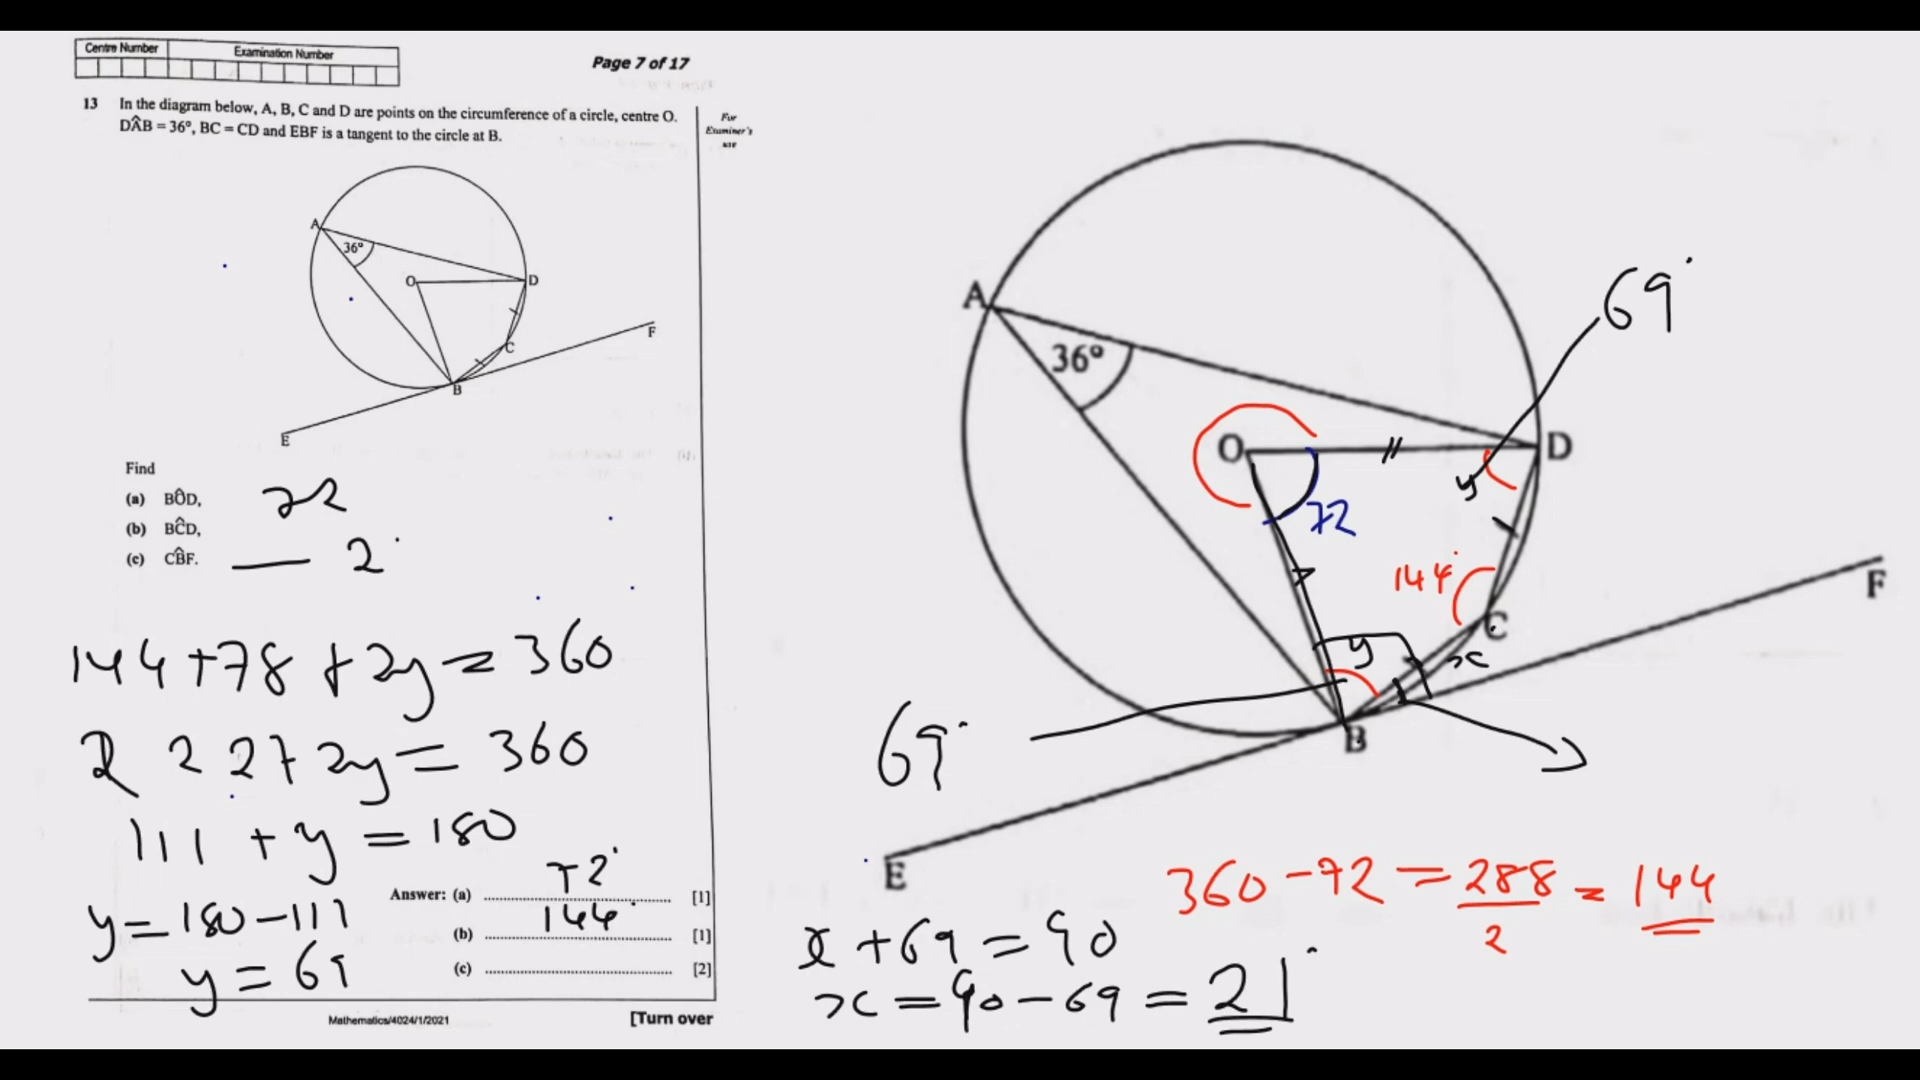 Centre Number Examination Number
Page 7 of 17
13 In the diagram below, A, B, C and D are points on the circumference of a circle, centre O.
DÂB = 36°, BC = CD and EBF is a tangent to the circle at B.
For
Examiner's
use
A
36°
O
D
C
B
F
E
Find
(a) BÔD,
72
(b) BĈD,
(c) CB̂F.
2
144 + 78 + 2y = 360
2 222 + 2y = 360
111 + y = 180
y = 180 - 111
y = 69
Answer: (a) 72° [1]
(b) 144° [1]
(c) [2]
Mathematics/4024/1/2021
[Turn over
A
36°
O
D
69°
y
72
144°
C
F
y
x
69°
B
E
360 - 72 = 288 = 144
2
x + 69 = 90
x = 90 - 69 = 21°